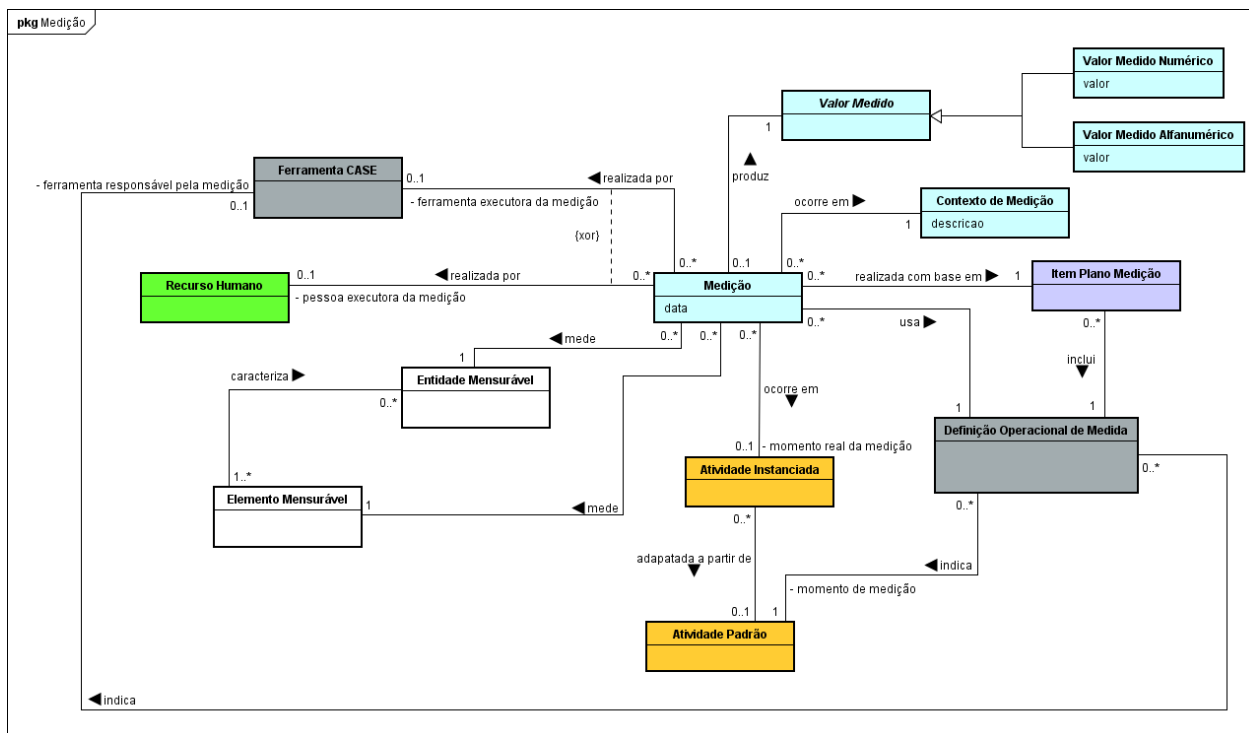 pkg Medição
Valor Medido Numérico
valor
Valor Medido
1
Valor Medido Alfanumérico
valor
produz
Ferramenta CASE
0..1
realizada por
- ferramenta responsável pela medição
0..1
- ferramenta executora da medição
ocorre em
Contexto de Medição
1
descricao
{xor}
0..*
0..1
0..*
Recurso Humano
0..1
realizada por
0..*
- pessoa executora da medição
Medição
data
0..*
realizada com base em
1
Item Plano Medição
0..*
usa
0..*
0..*
0..*
0..*
mede
1
inclui
caracteriza
Entidade Mensurável
0..*
ocorre em
1
1
Definição Operacional de Medida
0..1
- momento real da medição
0..*
1..*
Atividade Instanciada
Elemento Mensurável
1
mede
0..*
0..*
adapatada a partir de
indica
- momento de medição
0..1
1
Atividade Padrão
indica